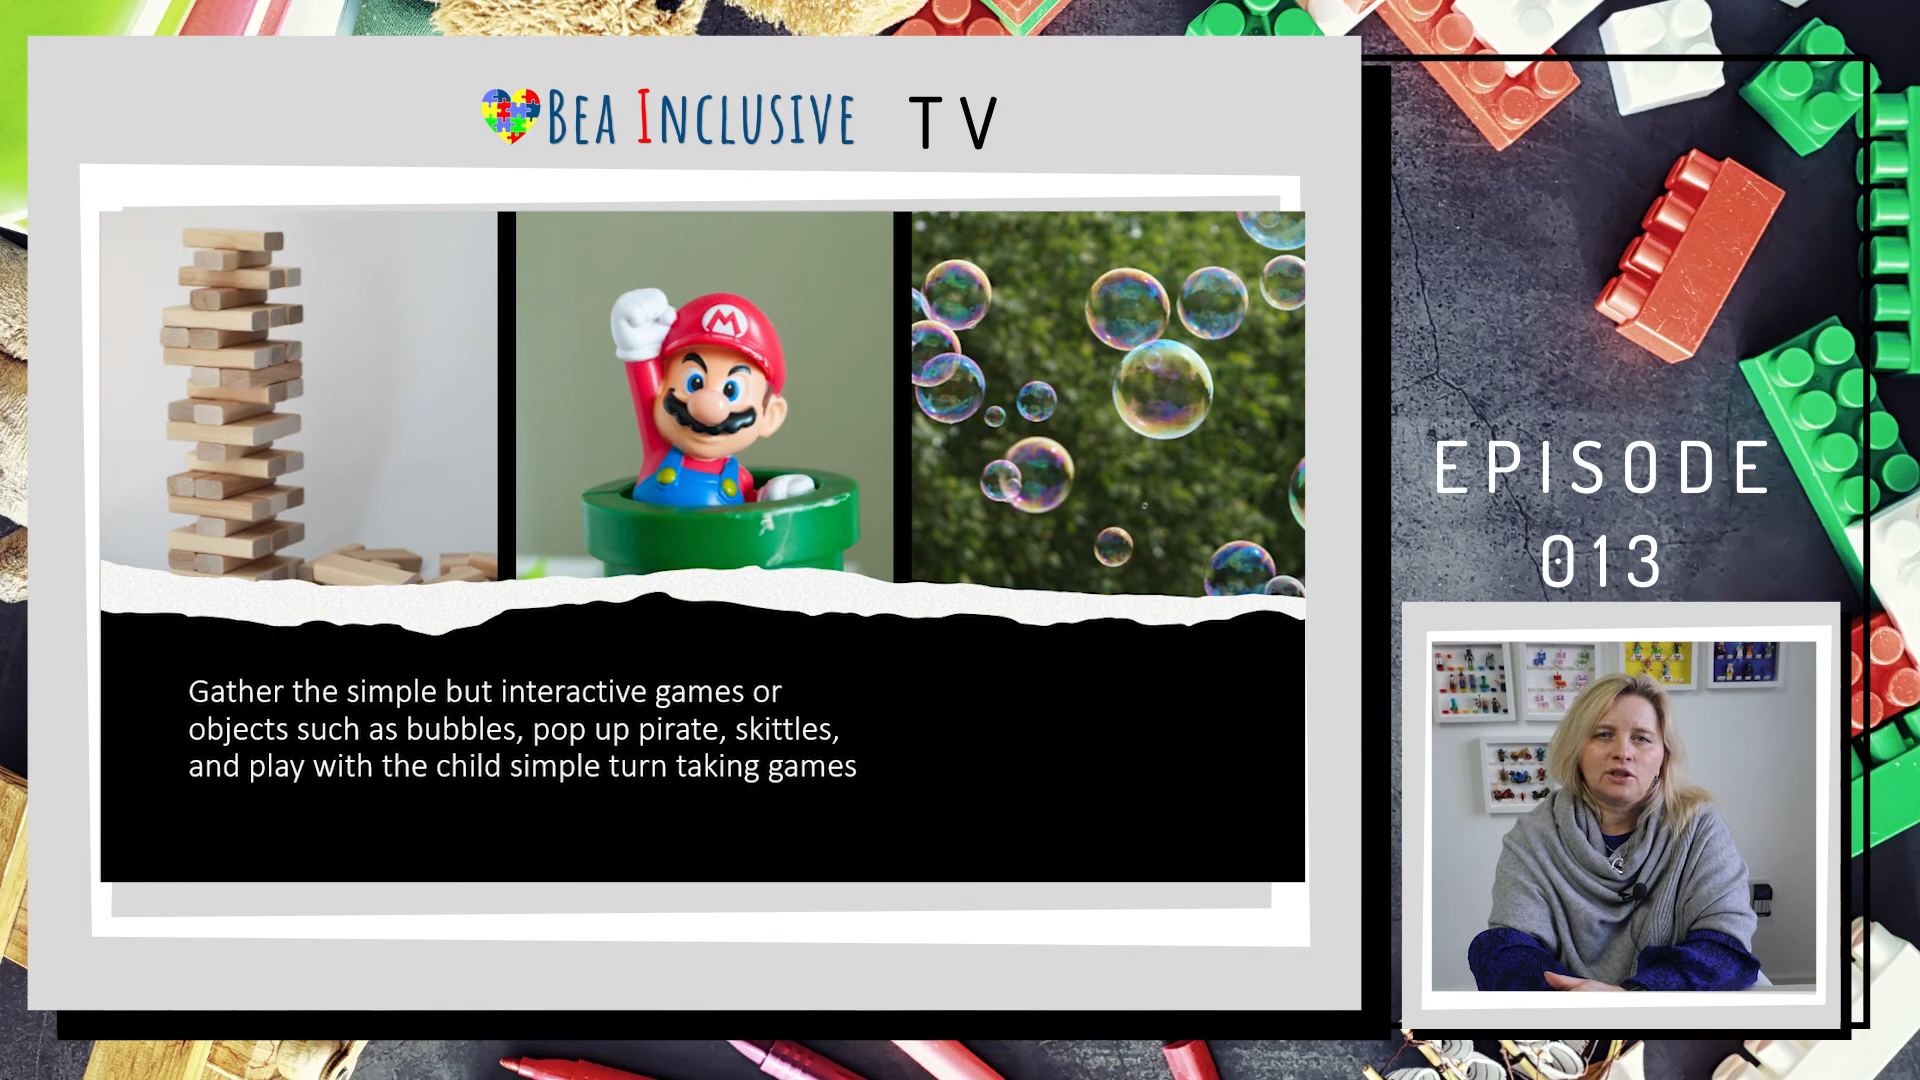 BEA INCLUSIVE TV
M
Gather the simple but interactive games or
objects such as bubbles, pop up pirate, skittles,
and play with the child simple turn taking games
EPISODE
013